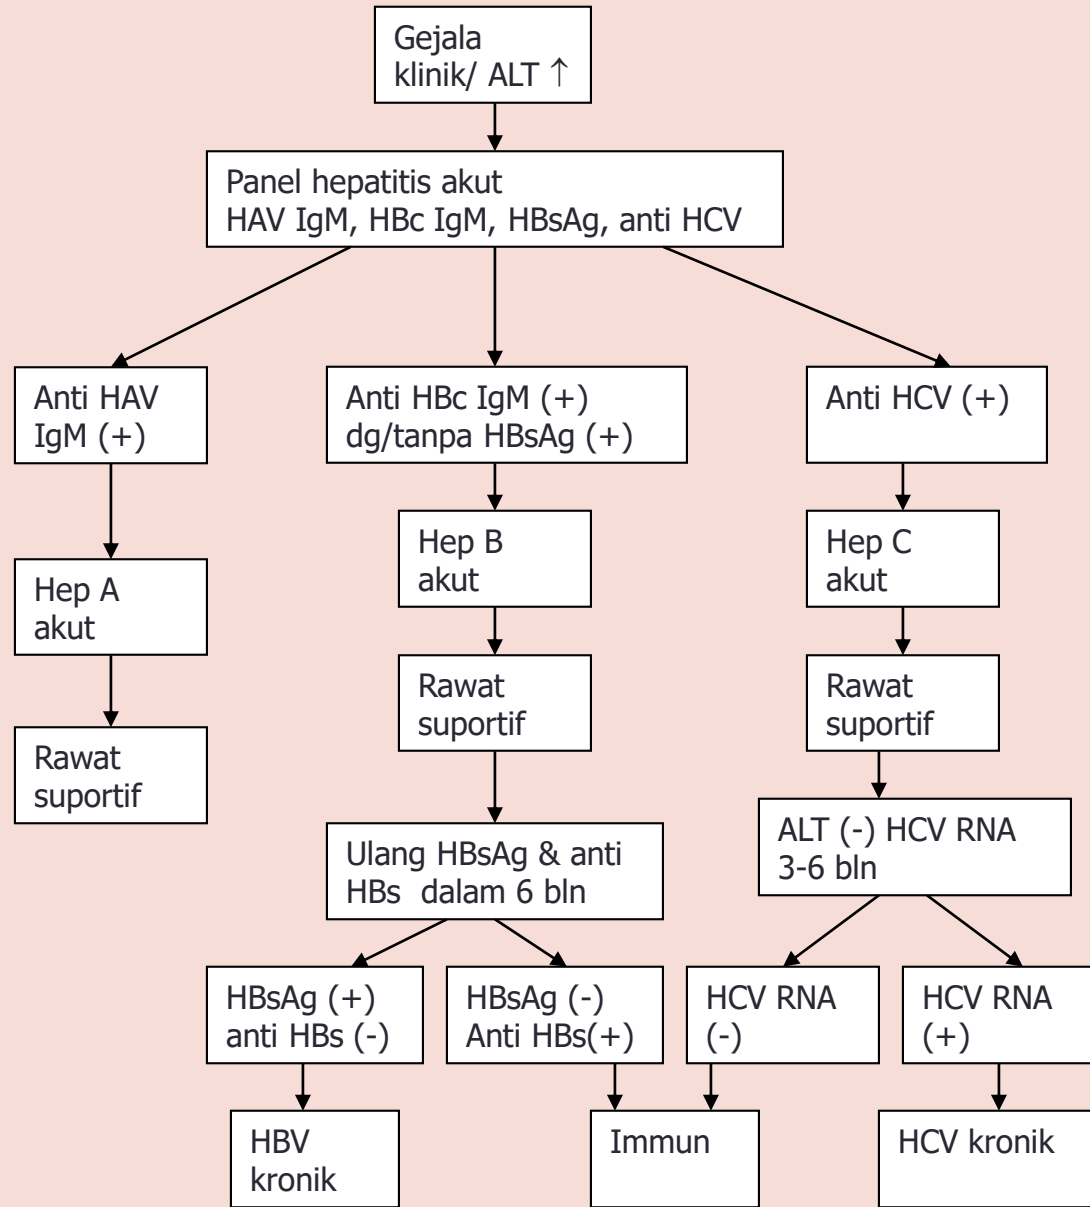 Gejala
klinik/ ALT ↑
Panel hepatitis akut
HAV IgM, HBc IgM, HBsAg, anti HCV
Anti HAV
IgM (+)
Anti HBc IgM (+)
dg/tanpa HBsAg (+)
Anti HCV (+)
Hep A
akut
Hep B
akut
Hep C
akut
Rawat
suportif
Rawat
suportif
Rawat
suportif
Ulang HBsAg & anti
HBs dalam 6 bln
ALT (-) HCV RNA
3-6 bln
HBsAg (+)
anti HBs (-)
HBsAg (-)
Anti HBs(+)
HCV RNA
(-)
HCV RNA
(+)
HBV
kronik
Immun
HCV kronik